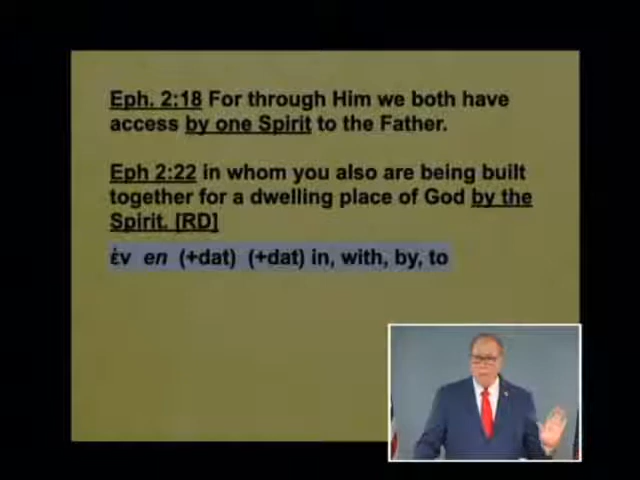 Eph. 2:18 For through Him we both have
access by one Spirit to the Father.
Eph 2:22 in whom you also are being built
together for a dwelling place of God by the
Spirit. [RD]
ἐν en (+dat) (+dat) in, with, by, to